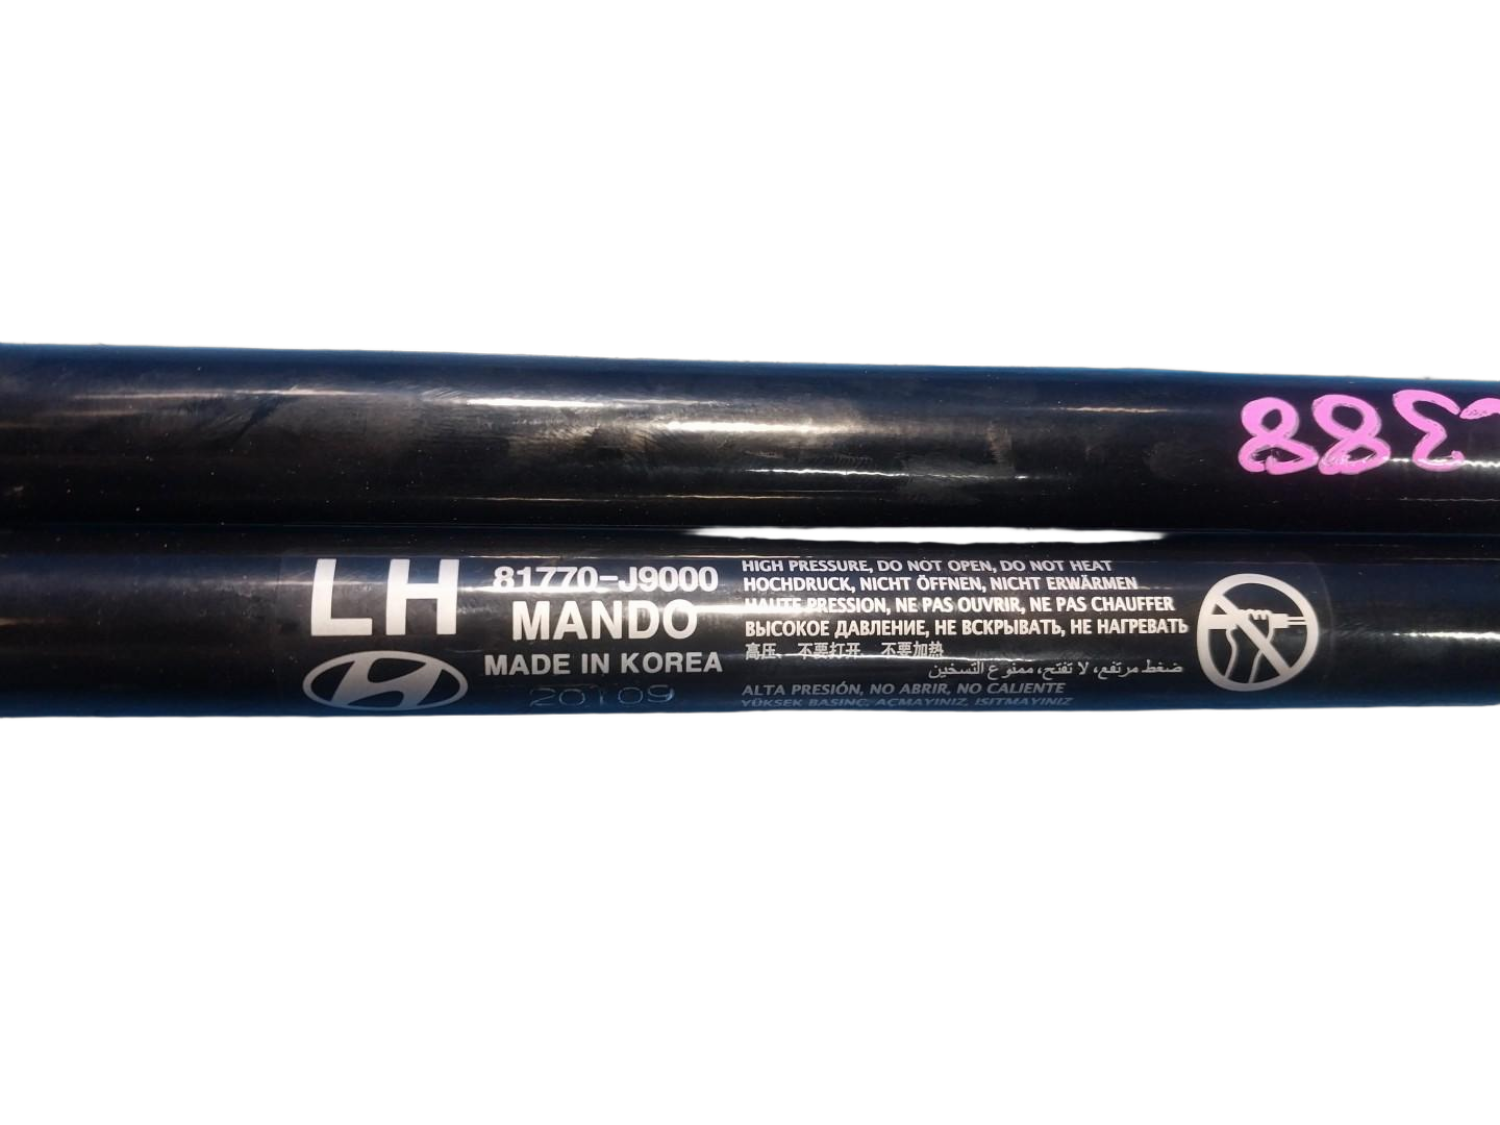 388
LH
81770-J9000
MANDO
MADE IN KOREA
20109
HIGH PRESSURE, DO NOT OPEN, DO NOT HEAT
HOCHDRUCK, NICHT ÖFFNEN, NICHT ERWÄRMEN
HAUTE PRESSION, NE PAS OUVRIR, NE PAS CHAUFFER
ВЫСОКОЕ ДАВЛЕНИЕ, НЕ ВСКРЫВАТЬ, НЕ НАГРЕВАТЬ
高压、 不要打开、 不要加热
ضغط مرتفع، لا تفتح، ممنوع التسخين
ALTA PRESIÓN, NO ABRIR, NO CALIENTE
YÜKSEK BASINÇ, AÇMAYINIZ, ISITMAYINIZ